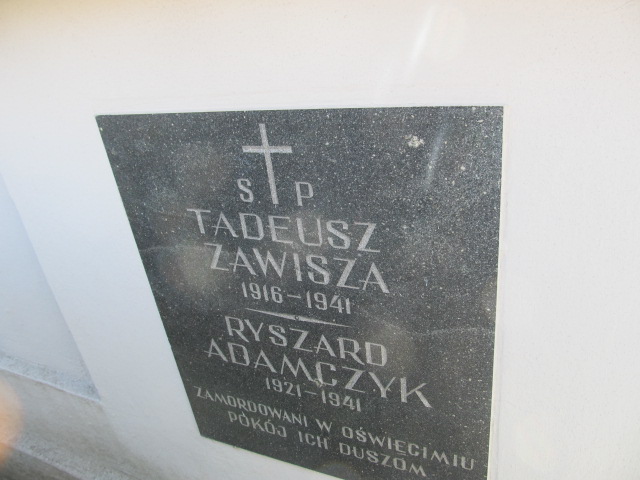 S P
TADEUSZ
ZAWISZA
1916-1941
RYSZARD
ADAMCZYK
1921-1941
ZAMORDOWANI W OŚWIĘCIMIU
POKÓJ ICH DUSZOM